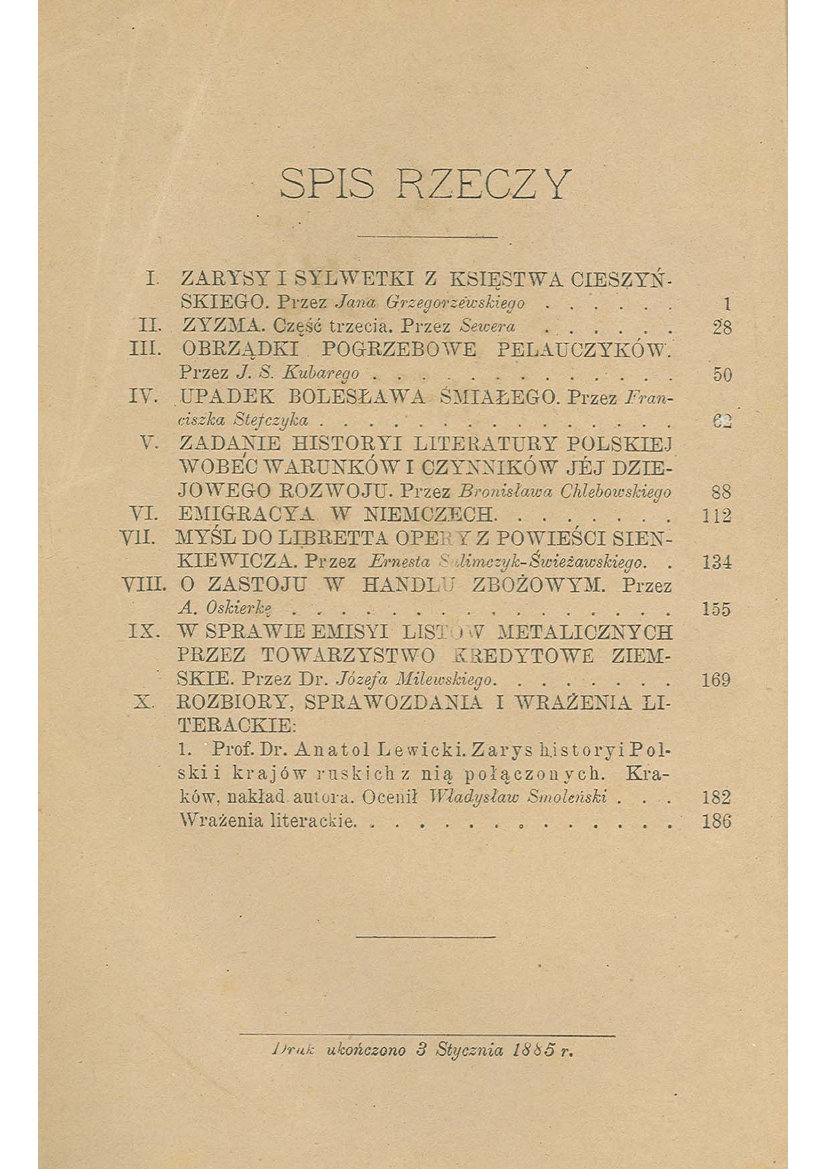 SPIS RZECZY
I. ZARYSY I SYLWETKI Z KSIĘSTWA CIESZYŃ-
SKIEGO. Przez Jana Grzegorzewskiego . . . . . . 1
II. ZYZMA. Część trzecia. Przez Sewera . . . . . . 28
III. OBRZĄDKI POGRZEBOWE PELAUCZYKÓW.
Przez J. S. Kubarego . . . . . . . . . . . . . . 50
IV. UPADEK BOLESŁAWA ŚMIAŁEGO. Przez Fran-
ciszka Stefczyka . . . . . . . . . . . . . . . . 62
V. ZADANIE HISTORYI LITERATURY POLSKIEJ
WOBEC WARUNKÓW I CZYNNIKÓW JÉJ DZIE-
JOWEGO ROZWOJU. Przez Bronisława Chlebowskiego 88
VI. EMIGRACYA W NIEMCZECH. . . . . . . . 112
VII. MYŚL DO LIBRETTA OPERY Z POWIEŚCI SIEN-
KIEWICZA. Przez Ernesta Sulimczyk-Świeżawskiego. . 134
VIII. O ZASTOJU W HANDLU ZBOŻOWYM. Przez
A. Oskierkę . . . . . . . . . . . . . . . . . 155
IX. W SPRAWIE EMISYI LISTÓW METALICZNYCH
PRZEZ TOWARZYSTWO KREDYTOWE ZIEM-
SKIE. Przez Dr. Józefa Milewskiego. . . . . . . . 169
X. ROZBIORY, SPRAWOZDANIA I WRAŻENIA LI-
TERACKIE:
1. Prof. Dr. Anatol Lewicki. Zarys historyi Pol-
ski i krajów ruskich z nią połączonych. Kra-
ków, nakład autora. Ocenił Władysław Smoleński . . . 182
Wrażenia literackie. . . . . . . . . . . . . . 186
Druk ukończono 3 Stycznia 1885 r.